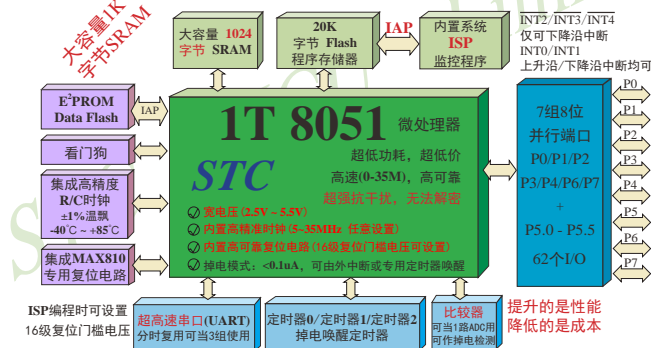 大容量1K
字节SRAM
大容量 1024
字节 SRAM
20K
字节 Flash
程序存储器
IAP
内置系统
ISP
监控程序
INT2/INT3/INT4
仅可下降沿中断
INT0/INT1
上升沿/下降沿中断均可
E²PROM
Data Flash
IAP
看门狗
集成高精度
R/C时钟
±1%温飘
-40℃ ~ +85℃
集成MAX810
专用复位电路
1T 8051 微处理器
STC
超低功耗，超低价
高速(0-35M)，高可靠
超强抗干扰，无法解密
宽电压(2.5V ~ 5.5V)
内置高精准时钟(5~35MHz 任意设置)
内置高可靠复位电路(16级复位门槛电压可设置)
掉电模式：<0.1uA，可由外中断或专用定时器唤醒
7组8位
并行端口
P0/P1/P2
P3/P4/P6/P7
+
P5.0 - P5.5
62个I/O
P0
P1
P2
P3
P4
P5
P6
P7
ISP编程时可设置
16级复位门槛电压
超高速串口(UART)
分时复用可当3组使用
定时器0/定时器1/定时器2
掉电唤醒定时器
比较器
可当1路ADC用
可作掉电检测
提升的是性能
降低的是成本